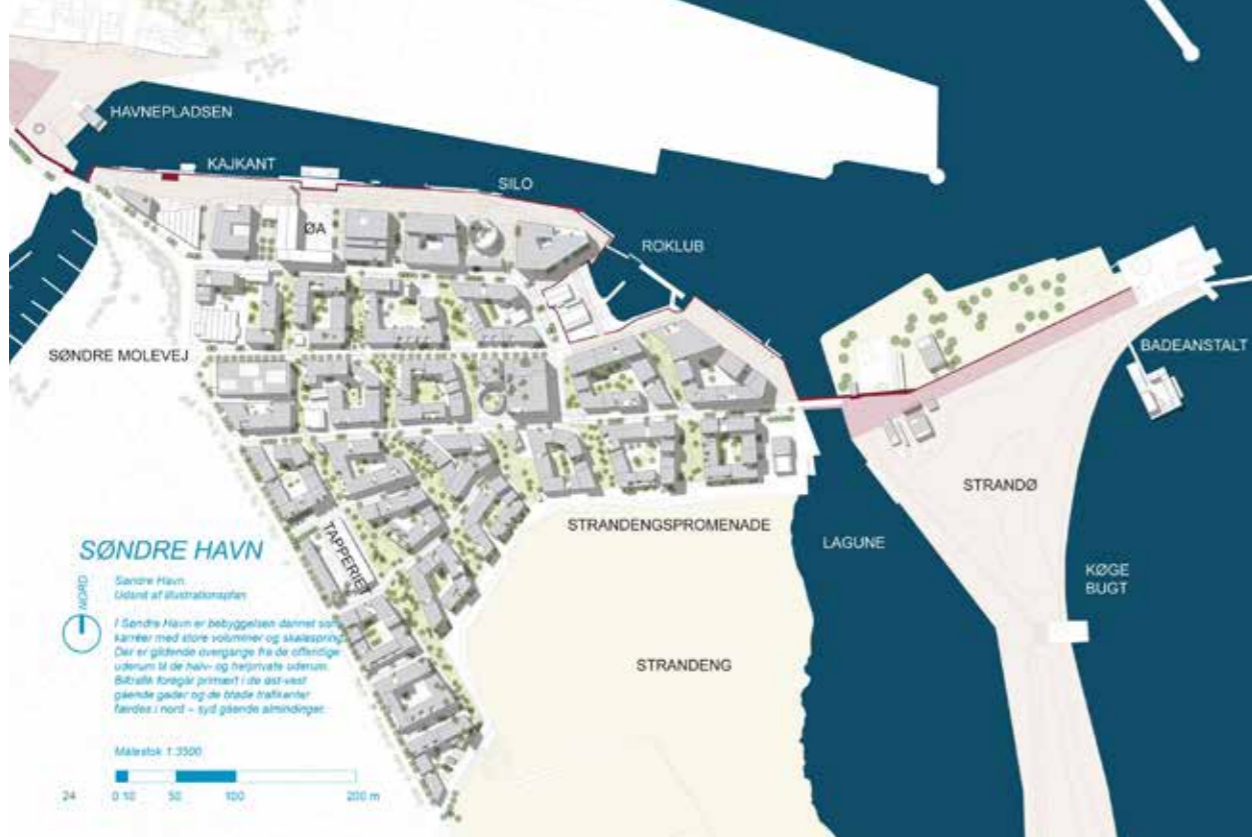 HAVNEPLADSEN
KAJKANT
SILO
ØA
ROKLUB
SØNDRE MOLEVEJ
BADEANSTALT
STRANDØ
STRANDENGSPROMENADE
LAGUNE
TAPPERIET
KØGE
BUGT
STRANDENG
SØNDRE HAVN
NORD
Søndre Havn.
Udsnit af illustrationsplan
I Søndre Havn er bebyggelsen dannet som
karréer med store volumener og skalaspring.
Der er glidende overgange fra de offentlige
uderum til de halv- og helprivate uderum.
Biltrafik foregår primært i de øst-vest
gående gader og de bløde trafikanter
færdes i nord – syd gående almindinger.
Målestok 1:3500
24
0 10 50 100 200 m